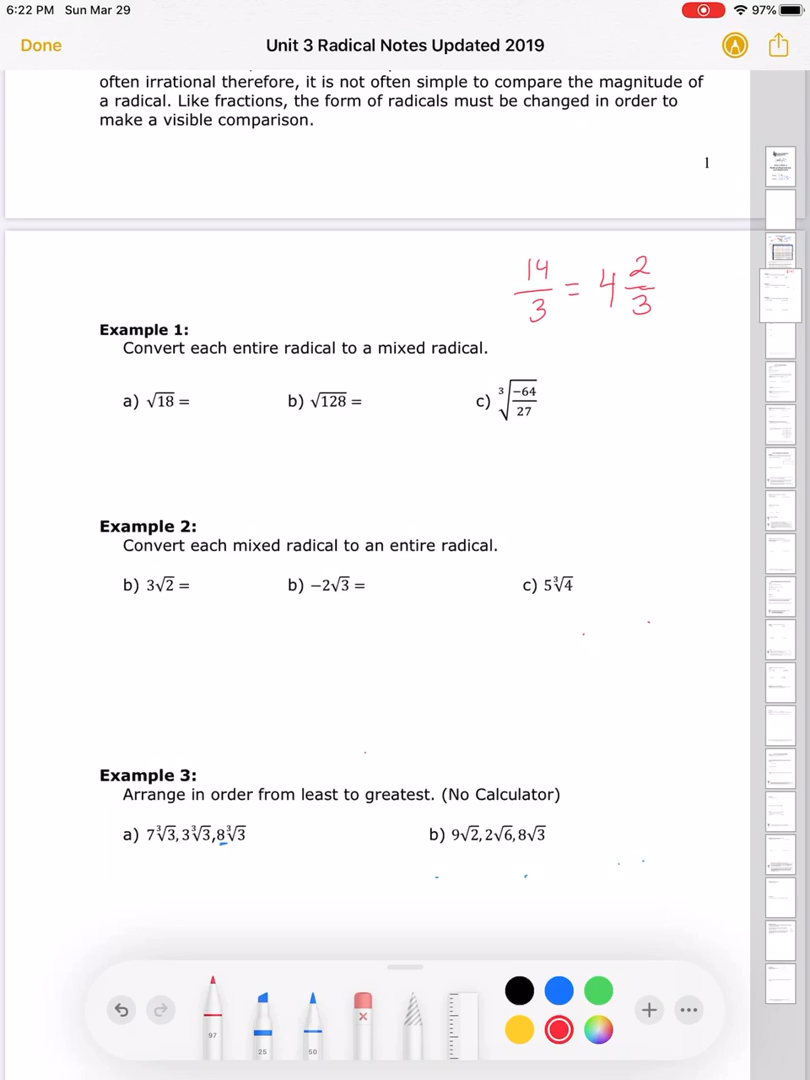 6:22 PM Sun Mar 29
97%
Done
Unit 3 Radical Notes Updated 2019
often irrational therefore, it is not often simple to compare the magnitude of
a radical. Like fractions, the form of radicals must be changed in order to
make a visible comparison.
1
14/3 = 4 2/3
Example 1:
Convert each entire radical to a mixed radical.
a) √18 = b) √128 = c) ∛(−64/27)
Example 2:
Convert each mixed radical to an entire radical.
b) 3√2 = b) −2√3 = c) 5∛4
Example 3:
Arrange in order from least to greatest. (No Calculator)
a) 7∛3, 3∛3, 8∛3 b) 9√2, 2√6, 8√3
97 25 50